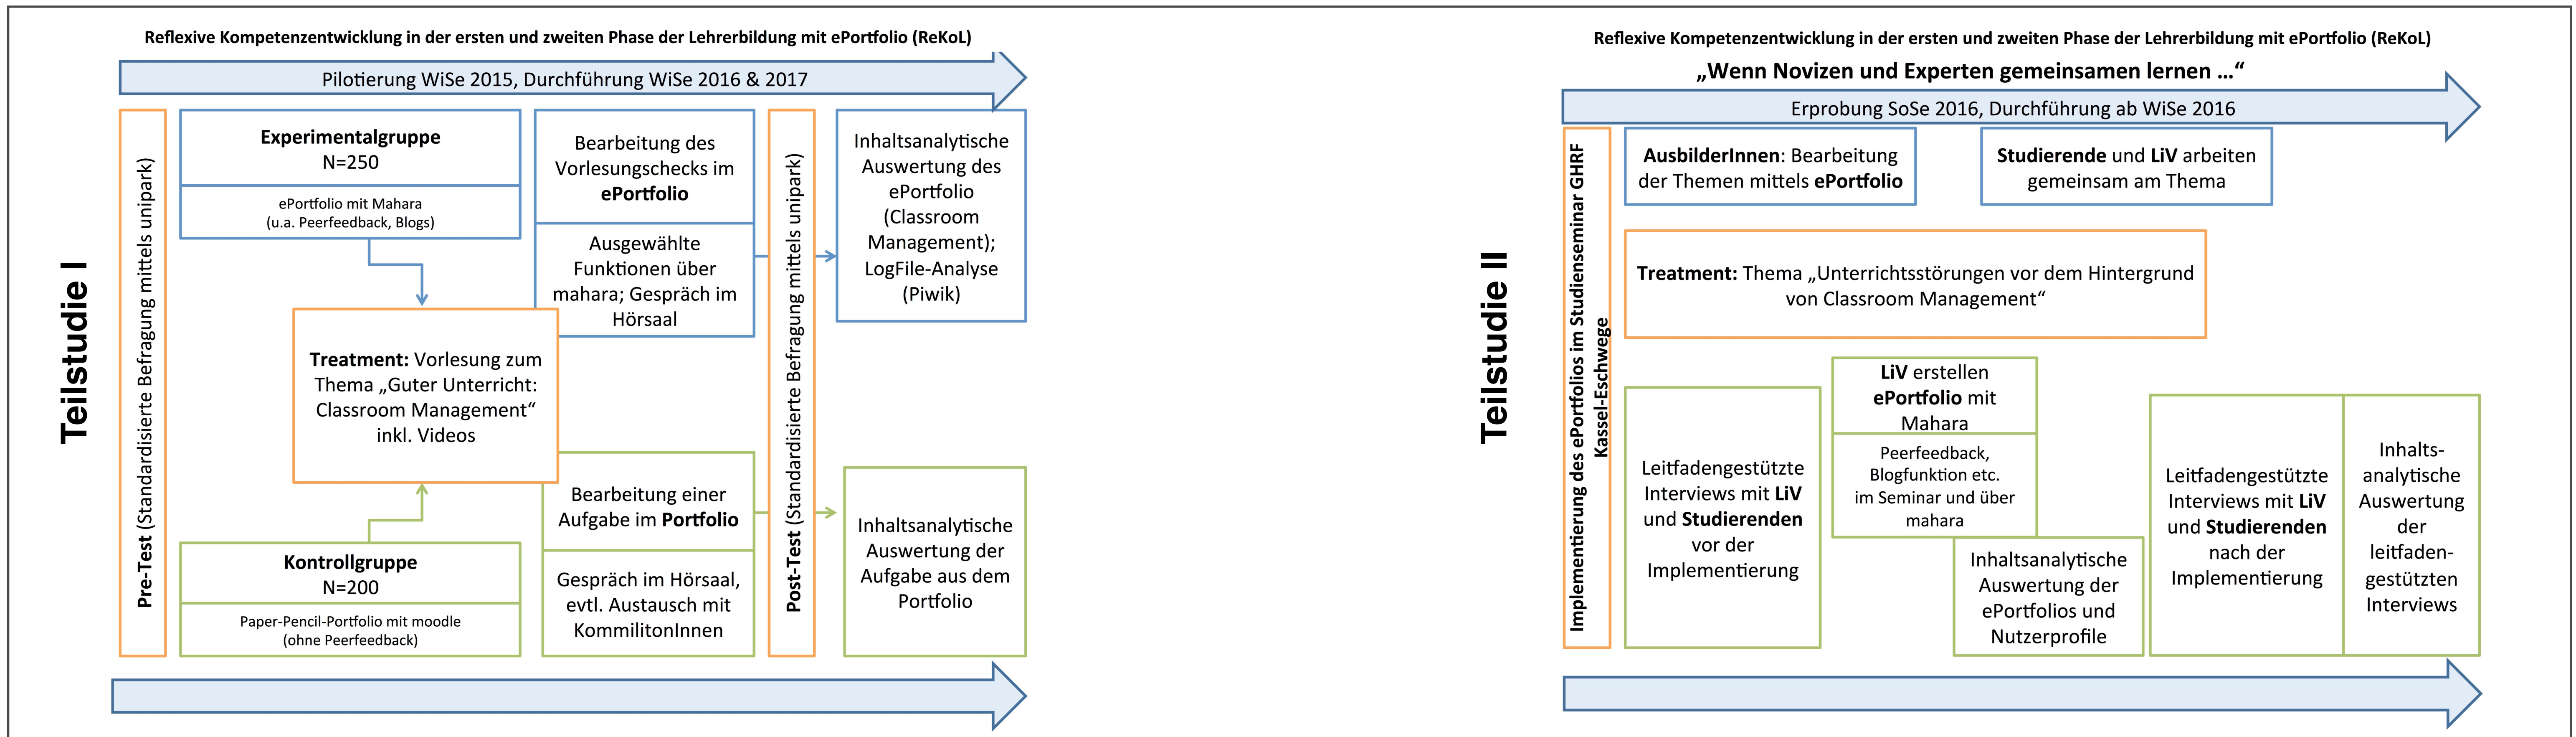 Teilstudie I
Reflexive Kompetenzentwicklung in der ersten und zweiten Phase der Lehrerbildung mit ePortfolio (ReKoL)
Pilotierung WiSe 2015, Durchführung WiSe 2016 & 2017
Pre-Test (Standardisierte Befragung mittels unipark)
Experimentalgruppe
N=250
ePortfolio mit Mahara
(u.a. Peerfeedback, Blogs)
Treatment: Vorlesung zum
Thema „Guter Unterricht:
Classroom Management“
inkl. Videos
Kontrollgruppe
N=200
Paper-Pencil-Portfolio mit moodle
(ohne Peerfeedback)
Bearbeitung des
Vorlesungschecks im
ePortfolio
Ausgewählte
Funktionen über
mahara; Gespräch im
Hörsaal
Bearbeitung einer
Aufgabe im Portfolio
Gespräch im Hörsaal,
evtl. Austausch mit
KommilitonInnen
Post-Test (Standardisierte Befragung mittels unipark)
Inhaltsanalytische
Auswertung des
ePortfolio
(Classroom
Management);
LogFile-Analyse
(Piwik)
Inhaltsanalytische
Auswertung der
Aufgabe aus dem
Portfolio
Teilstudie II
Reflexive Kompetenzentwicklung in der ersten und zweiten Phase der Lehrerbildung mit ePortfolio (ReKoL)
„Wenn Novizen und Experten gemeinsamen lernen …“
Erprobung SoSe 2016, Durchführung ab WiSe 2016
Implementierung des ePortfolios im Studienseminar GHRF
Kassel-Eschwege
AusbilderInnen: Bearbeitung
der Themen mittels ePortfolio
Studierende und LiV arbeiten
gemeinsam am Thema
Treatment: Thema „Unterrichtsstörungen vor dem Hintergrund
von Classroom Management“
Leitfadengestützte
Interviews mit LiV
und Studierenden
vor der
Implementierung
LiV erstellen
ePortfolio mit
Mahara
Peerfeedback,
Blogfunktion etc.
im Seminar und über
mahara
Inhaltsanalytische
Auswertung der
ePortfolios und
Nutzerprofile
Leitfadengestützte
Interviews mit LiV
und Studierenden
nach der
Implementierung
Inhalts-
analytische
Auswertung
der
leitfaden-
gestützten
Interviews